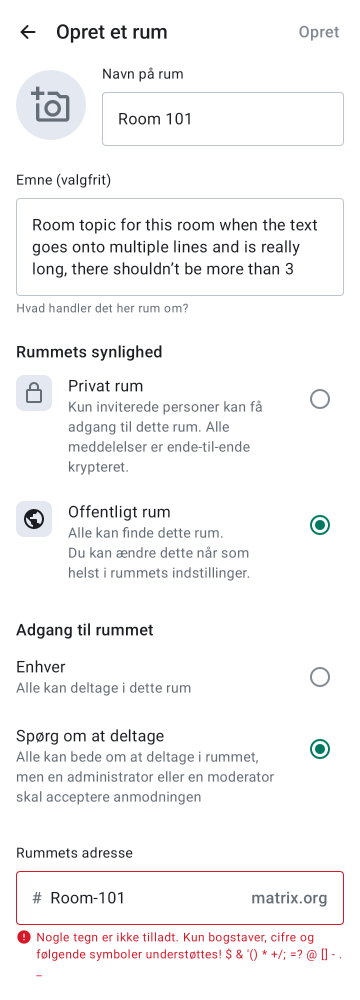 Opret et rum
Opret
Navn på rum
Room 101
Emne (valgfrit)
Room topic for this room when the text
goes onto multiple lines and is really
long, there shouldn’t be more than 3
Hvad handler det her rum om?
Rummets synlighed
Privat rum
Kun inviterede personer kan få
adgang til dette rum. Alle
meddelelser er ende-til-ende
krypteret.
Offentligt rum
Alle kan finde dette rum.
Du kan ændre dette når som
helst i rummets indstillinger.
Adgang til rummet
Enhver
Alle kan deltage i dette rum
Spørg om at deltage
Alle kan bede om at deltage i rummet,
men en administrator eller en moderator
skal acceptere anmodningen
Rummets adresse
# Room-101 matrix.org
Nogle tegn er ikke tilladt. Kun bogstaver, cifre og
følgende symboler understøttes! $ & '() * +/; =? @ [] - .
_